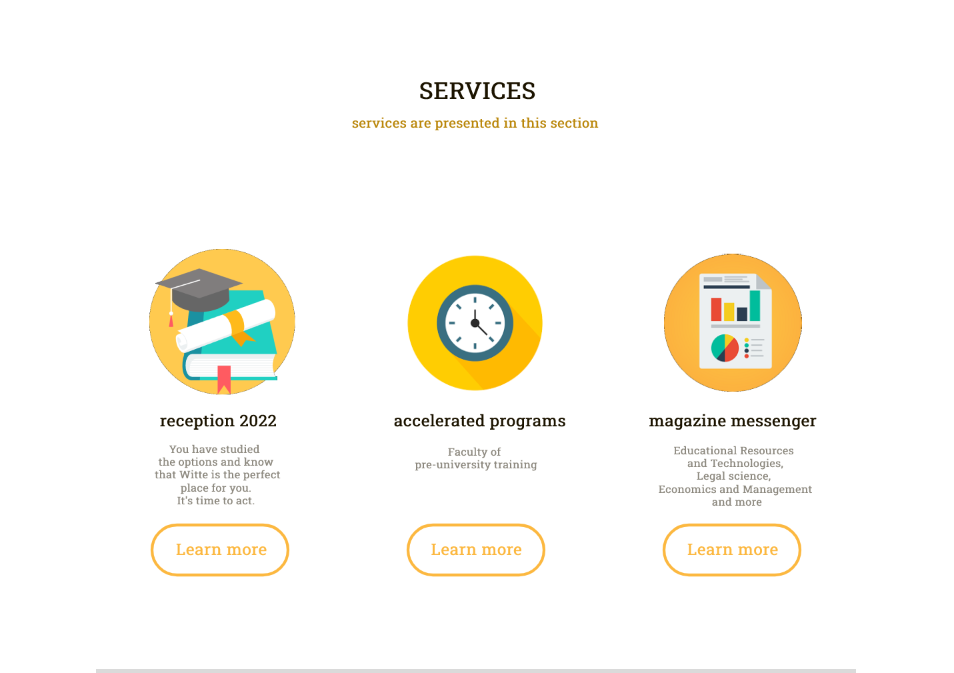 SERVICES
services are presented in this section
reception 2022
You have studied
the options and know
that Witte is the perfect
place for you.
It's time to act.
Learn more
accelerated programs
Faculty of
pre-university training
Learn more
magazine messenger
Educational Resources
and Technologies,
Legal science,
Economics and Management
and more
Learn more